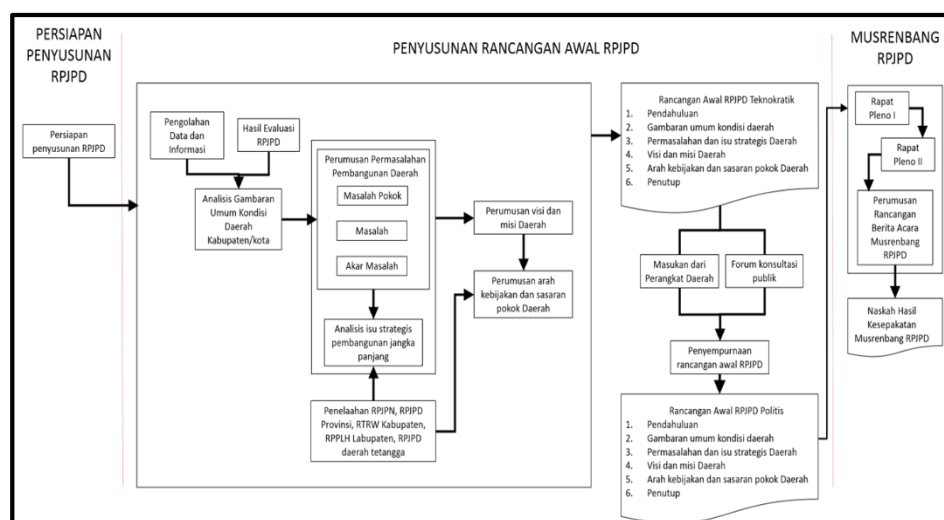 PERSIAPAN
PENYUSUNAN
RPJPD
Persiapan
penyusunan RPJPD
PENYUSUNAN RANCANGAN AWAL RPJPD
Pengolahan
Data dan
Informasi
Hasil Evaluasi
RPJPD
Analisis Gambaran
Umum Kondisi
Daerah
Kabupaten/kota
Perumusan Permasalahan
Pembangunan Daerah
Masalah Pokok
Masalah
Akar Masalah
Analisis isu strategis
pembangunan jangka
panjang
Penelaahan RPJPN, RPJPD
Provinsi, RTRW Kabupaten,
RPPLH Labupaten, RPJPD
daerah tetangga
Perumusan visi dan
misi Daerah
Perumusan arah
kebijakan dan sasaran
pokok Daerah
Rancangan Awal RPJPD Teknokratik
1. Pendahuluan
2. Gambaran umum kondisi daerah
3. Permasalahan dan isu strategis Daerah
4. Visi dan misi Daerah
5. Arah kebijakan dan sasaran pokok Daerah
6. Penutup
Masukan dari
Perangkat Daerah
Forum konsultasi
publik
Penyempurnaan
rancangan awal RPJPD
Rancangan Awal RPJPD Politis
1. Pendahuluan
2. Gambaran umum kondisi daerah
3. Permasalahan dan isu strategis Daerah
4. Visi dan misi Daerah
5. Arah kebijakan dan sasaran pokok Daerah
6. Penutup
MUSRENBANG
RPJPD
Rapat
Pleno I
Rapat
Pleno II
Perumusan
Rancangan
Berita Acara
Musrenbang
RPJPD
Naskah Hasil
Kesepakatan
Musrenbang RPJPD